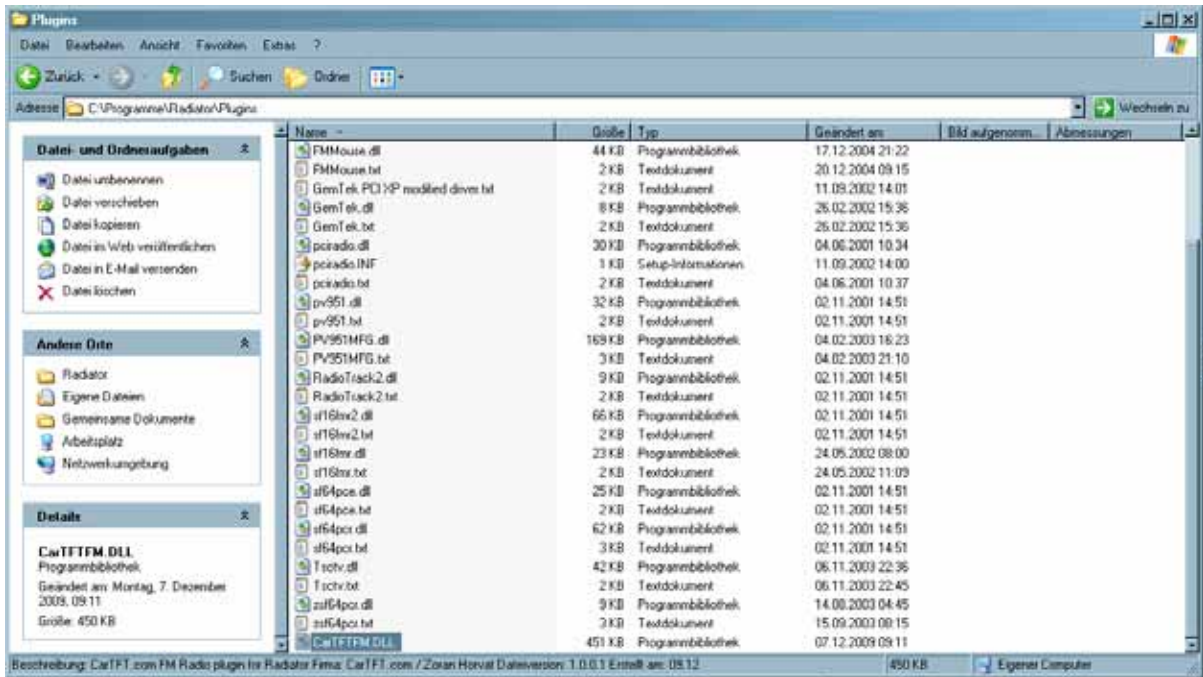 Plugins
Datei Bearbeiten Ansicht Favoriten Extras ?
Zurück Suchen Ordner
Adresse C:\Programme\Radiator\Plugins Wechseln zu
Datei- und Ordneraufgaben
Datei umbenennen
Datei verschieben
Datei kopieren
Datei im Web veröffentlichen
Datei in E-Mail versenden
Datei löschen
Andere Orte
Radiator
Eigene Dateien
Gemeinsame Dokumente
Arbeitsplatz
Netzwerkumgebung
Details
CarTFTFM.DLL
Programmbibliothek
Geändert am: Montag, 7. Dezember
2009, 09:11
Größe: 450 KB
Name Größe Typ Geändert am Bild aufgenomm... Abmessungen
FMMouse.dll 44 KB Programmbibliothek 17.12.2004 21:22
FMMouse.txt 2 KB Textdokument 20.12.2004 09:15
GemTek PCI XP modified driver.txt 2 KB Textdokument 11.09.2002 14:01
GemTek.dll 8 KB Programmbibliothek 26.02.2002 15:36
GemTek.txt 2 KB Textdokument 26.02.2002 15:36
pciradio.dll 30 KB Programmbibliothek 04.06.2001 10:34
pciradio.INF 1 KB Setup-Informationen 11.09.2002 14:00
pciradio.txt 2 KB Textdokument 04.06.2001 10:37
pv951.dll 32 KB Programmbibliothek 02.11.2001 14:51
pv951.txt 2 KB Textdokument 02.11.2001 14:51
PV951MFG.dll 169 KB Programmbibliothek 04.02.2003 16:23
PV951MFG.txt 3 KB Textdokument 04.02.2003 21:10
RadioTrack2.dll 9 KB Programmbibliothek 02.11.2001 14:51
RadioTrack2.txt 2 KB Textdokument 02.11.2001 14:51
sf16fmr2.dll 66 KB Programmbibliothek 02.11.2001 14:51
sf16fmr2.txt 2 KB Textdokument 02.11.2001 14:51
sf16fmr.dll 23 KB Programmbibliothek 24.05.2002 08:00
sf16fmr.txt 2 KB Textdokument 24.05.2002 11:09
sf64pce.dll 25 KB Programmbibliothek 02.11.2001 14:51
sf64pce.txt 2 KB Textdokument 02.11.2001 14:51
sf64pcr.dll 62 KB Programmbibliothek 02.11.2001 14:51
sf64pcr.txt 3 KB Textdokument 02.11.2001 14:51
Tsctv.dll 42 KB Programmbibliothek 06.11.2003 22:36
Tsctv.txt 2 KB Textdokument 06.11.2003 22:45
zsf64pcr.dll 9 KB Programmbibliothek 14.08.2003 04:45
zsf64pcr.txt 3 KB Textdokument 15.09.2003 08:15
CarTFTFM.DLL 451 KB Programmbibliothek 07.12.2009 09:11
Beschreibung: CarTFT.com FM Radio plugin for Radiator Firma: CarTFT.com / Zoran Horvat Dateiversion: 1.0.0.1 Erstellt am: 09.12 450 KB Eigener Computer